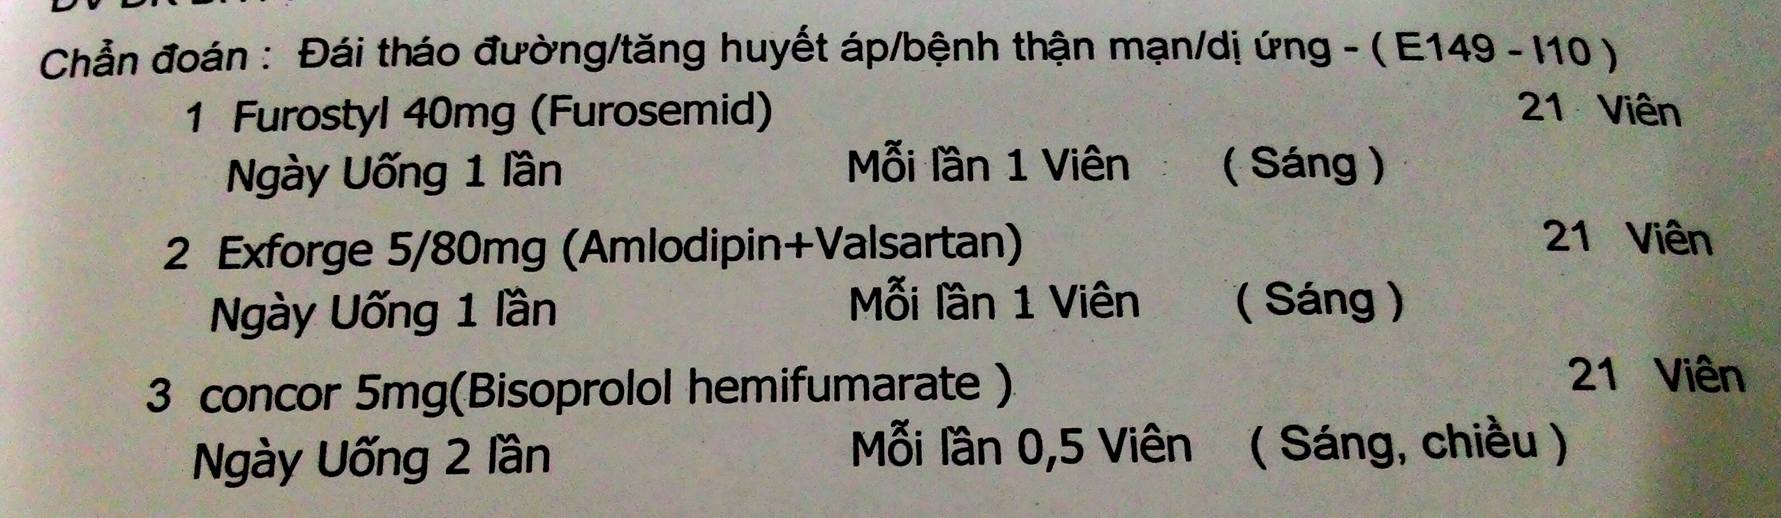 Chẩn đoán : Đái tháo đường/tăng huyết áp/bệnh thận mạn/dị ứng - ( E149 - I10 )
1 Furostyl 40mg (Furosemid) 21 Viên
Ngày Uống 1 lần Mỗi lần 1 Viên ( Sáng )
2 Exforge 5/80mg (Amlodipin+Valsartan) 21 Viên
Ngày Uống 1 lần Mỗi lần 1 Viên ( Sáng )
3 concor 5mg(Bisoprolol hemifumarate ) 21 Viên
Ngày Uống 2 lần Mỗi lần 0,5 Viên ( Sáng, chiều )